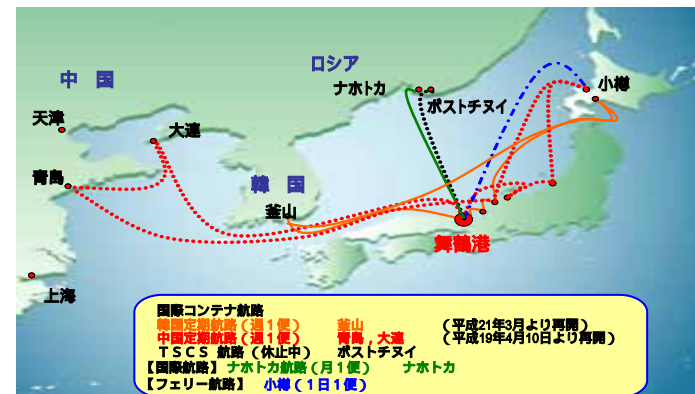 ロシア
中 国
ナホトカ
小樽
ボストチヌイ
天津
大連
青島
韓 国
釜山
舞鶴港
上海
国際コンテナ航路
韓国定期航路（週１便） 釜山 （平成21年3月より再開）
中国定期航路（週１便） 青島，大連 （平成19年4月10日より再開）
ＴＳＣＳ 航路（休止中） ボストチヌイ
【国際航路】ナホトカ航路（月１便） ナホトカ
【フェリー航路】 小樽（１日１便）